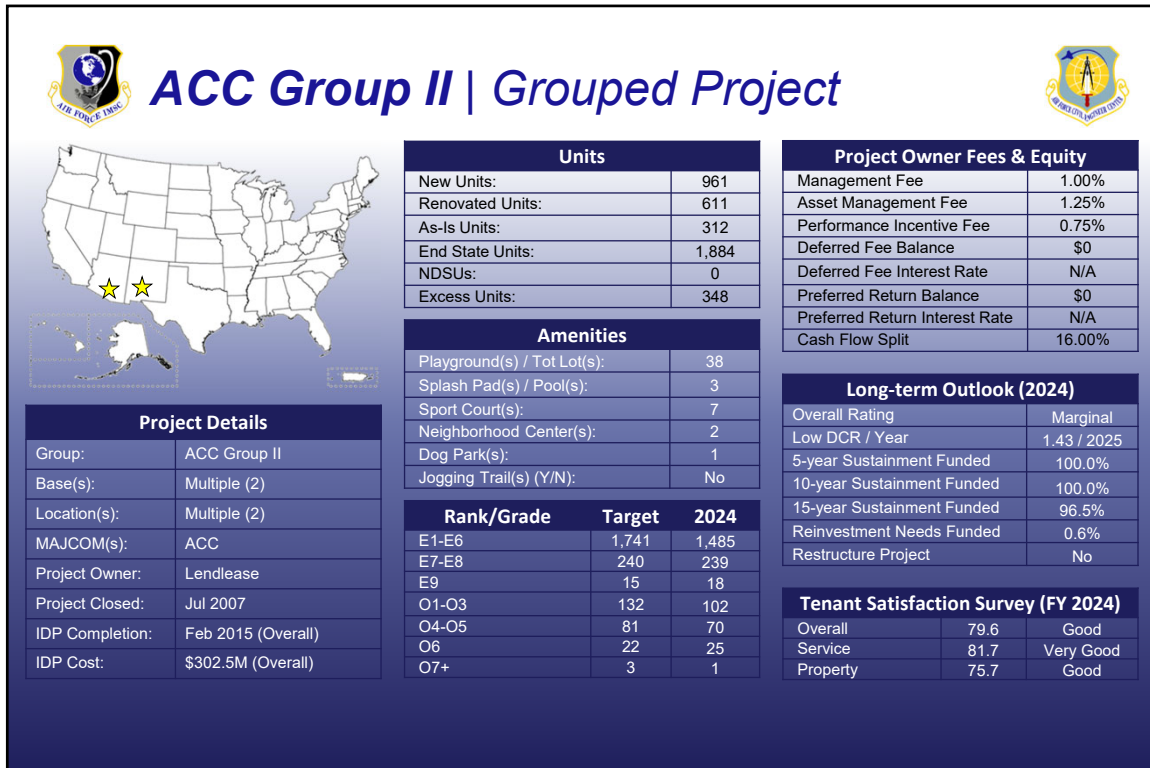 ACC Group II | Grouped Project
AIR FORCE IMSC
AIR FORCE CIVIL ENGINEER CENTER
Project Details
Group: ACC Group II
Base(s): Multiple (2)
Location(s): Multiple (2)
MAJCOM(s): ACC
Project Owner: Lendlease
Project Closed: Jul 2007
IDP Completion: Feb 2015 (Overall)
IDP Cost: $302.5M (Overall)
Units
New Units: 961
Renovated Units: 611
As-Is Units: 312
End State Units: 1,884
NDSUs: 0
Excess Units: 348
Amenities
Playground(s) / Tot Lot(s): 38
Splash Pad(s) / Pool(s): 3
Sport Court(s): 7
Neighborhood Center(s): 2
Dog Park(s): 1
Jogging Trail(s) (Y/N): No
Rank/Grade Target 2024
E1-E6 1,741 1,485
E7-E8 240 239
E9 15 18
O1-O3 132 102
O4-O5 81 70
O6 22 25
O7+ 3 1
Project Owner Fees & Equity
Management Fee 1.00%
Asset Management Fee 1.25%
Performance Incentive Fee 0.75%
Deferred Fee Balance $0
Deferred Fee Interest Rate N/A
Preferred Return Balance $0
Preferred Return Interest Rate N/A
Cash Flow Split 16.00%
Long-term Outlook (2024)
Overall Rating Marginal
Low DCR / Year 1.43 / 2025
5-year Sustainment Funded 100.0%
10-year Sustainment Funded 100.0%
15-year Sustainment Funded 96.5%
Reinvestment Needs Funded 0.6%
Restructure Project No
Tenant Satisfaction Survey (FY 2024)
Overall 79.6 Good
Service 81.7 Very Good
Property 75.7 Good